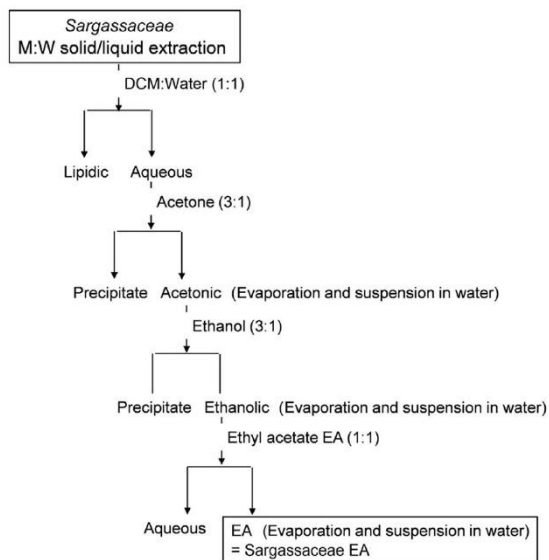 Sargassaceae
M:W solid/liquid extraction
DCM:Water (1:1)
Lipidic Aqueous
Acetone (3:1)
Precipitate Acetonic (Evaporation and suspension in water)
Ethanol (3:1)
Precipitate Ethanolic (Evaporation and suspension in water)
Ethyl acetate EA (1:1)
Aqueous EA (Evaporation and suspension in water)
= Sargassaceae EA